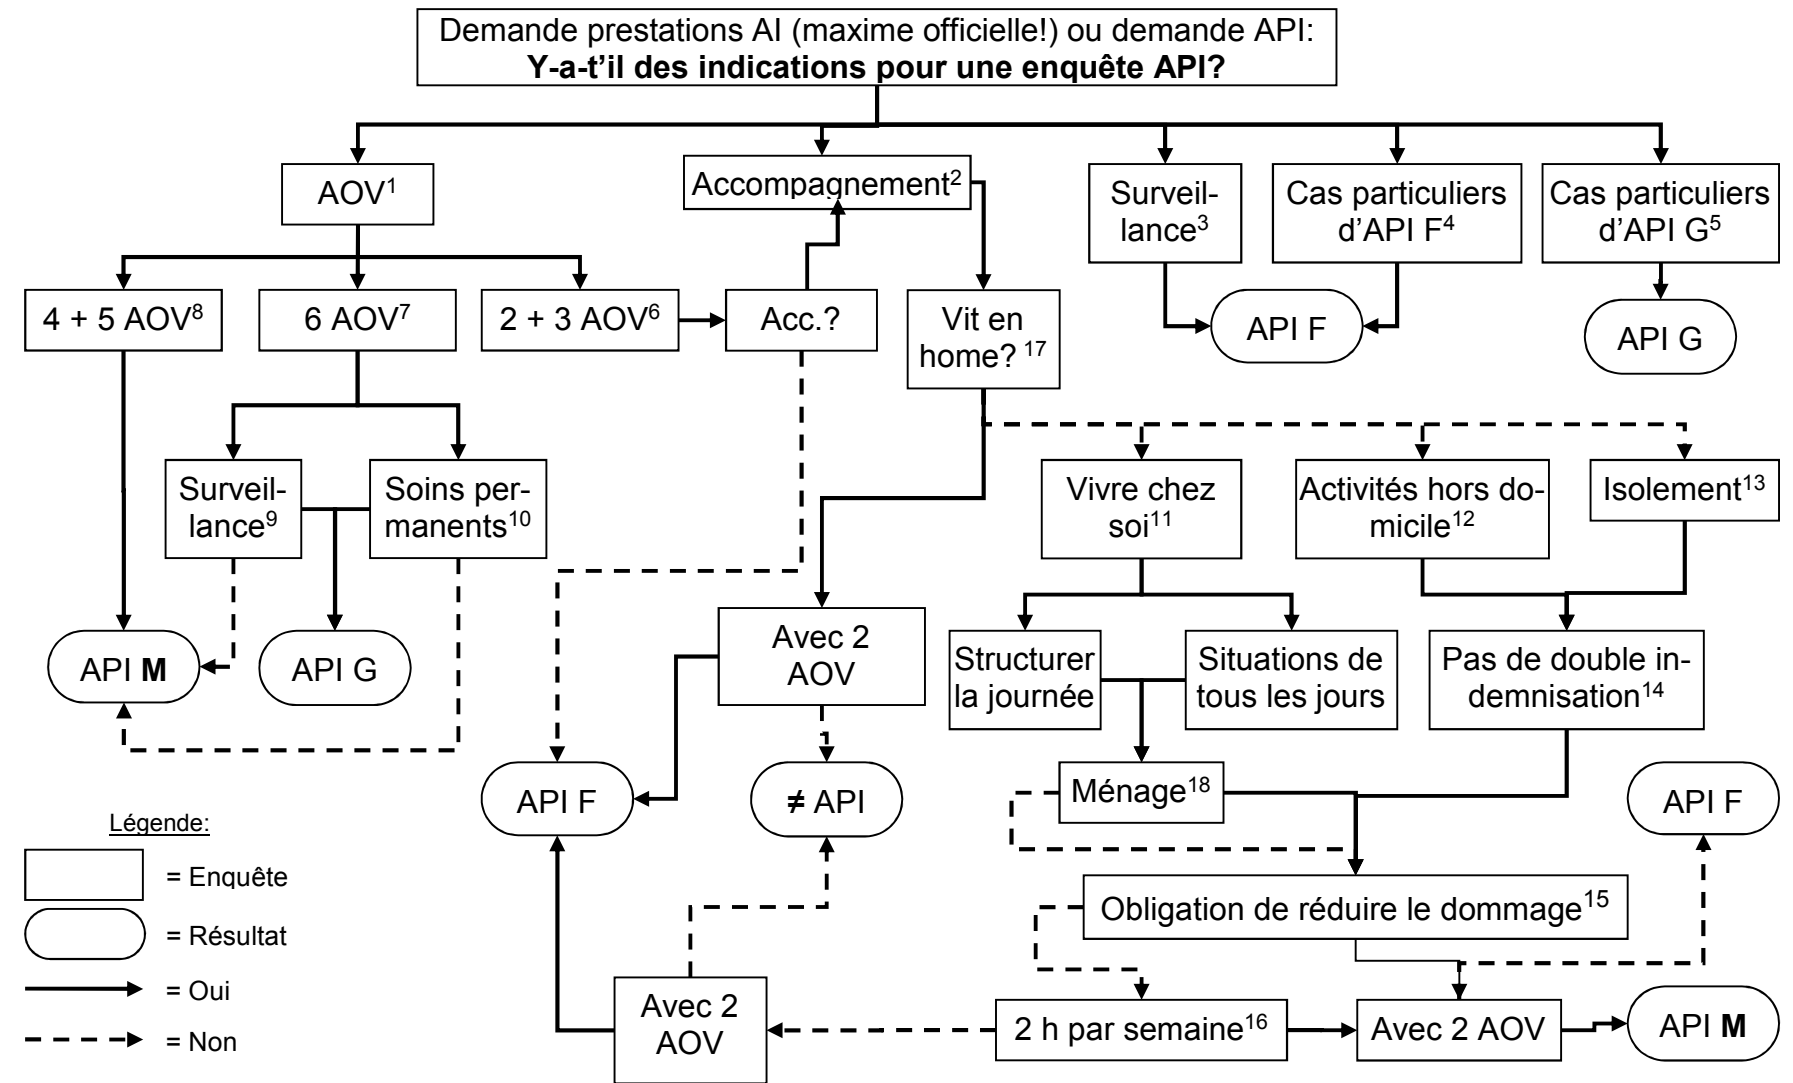 Demande prestations AI (maxime officielle!) ou demande API:
Y-a-t’il des indications pour une enquête API?
AOV1
Accompagnement2
Surveil-
lance3
Cas particuliers
d’API F4
Cas particuliers
d’API G5
4 + 5 AOV8
6 AOV7
2 + 3 AOV6
Acc.?
Vit en
home? 17
API F
API G
Surveil-
lance9
Soins per-
manents10
Vivre chez
soi11
Activités hors do-
micile12
Isolement13
API M
API G
Avec 2
AOV
Structurer
la journée
Situations de
tous les jours
Pas de double in-
demnisation14
API F
≠ API
Ménage18
API F
Légende:
= Enquête
= Résultat
= Oui
= Non
Obligation de réduire le dommage15
Avec 2
AOV
2 h par semaine16
Avec 2 AOV
API M